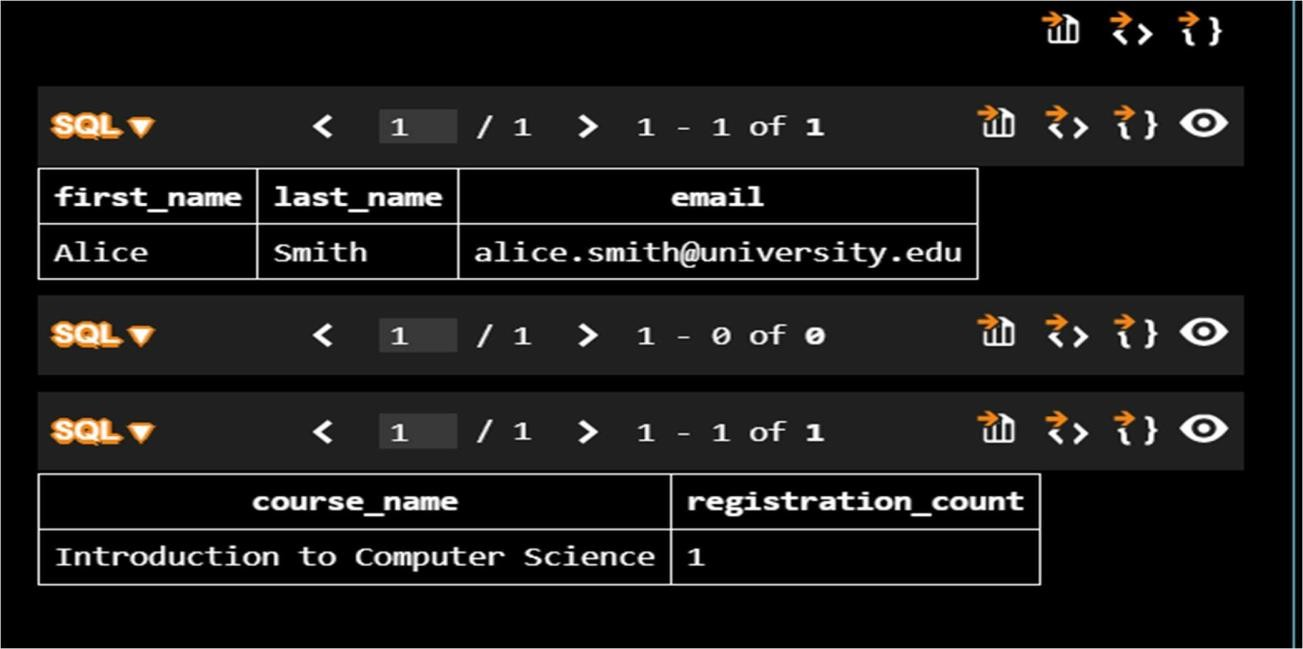 SQL ▼ < 1 / 1 > 1 - 1 of 1
first_name last_name email
Alice Smith alice.smith@university.edu
SQL ▼ < 1 / 1 > 1 - 0 of 0
SQL ▼ < 1 / 1 > 1 - 1 of 1
course_name registration_count
Introduction to Computer Science 1